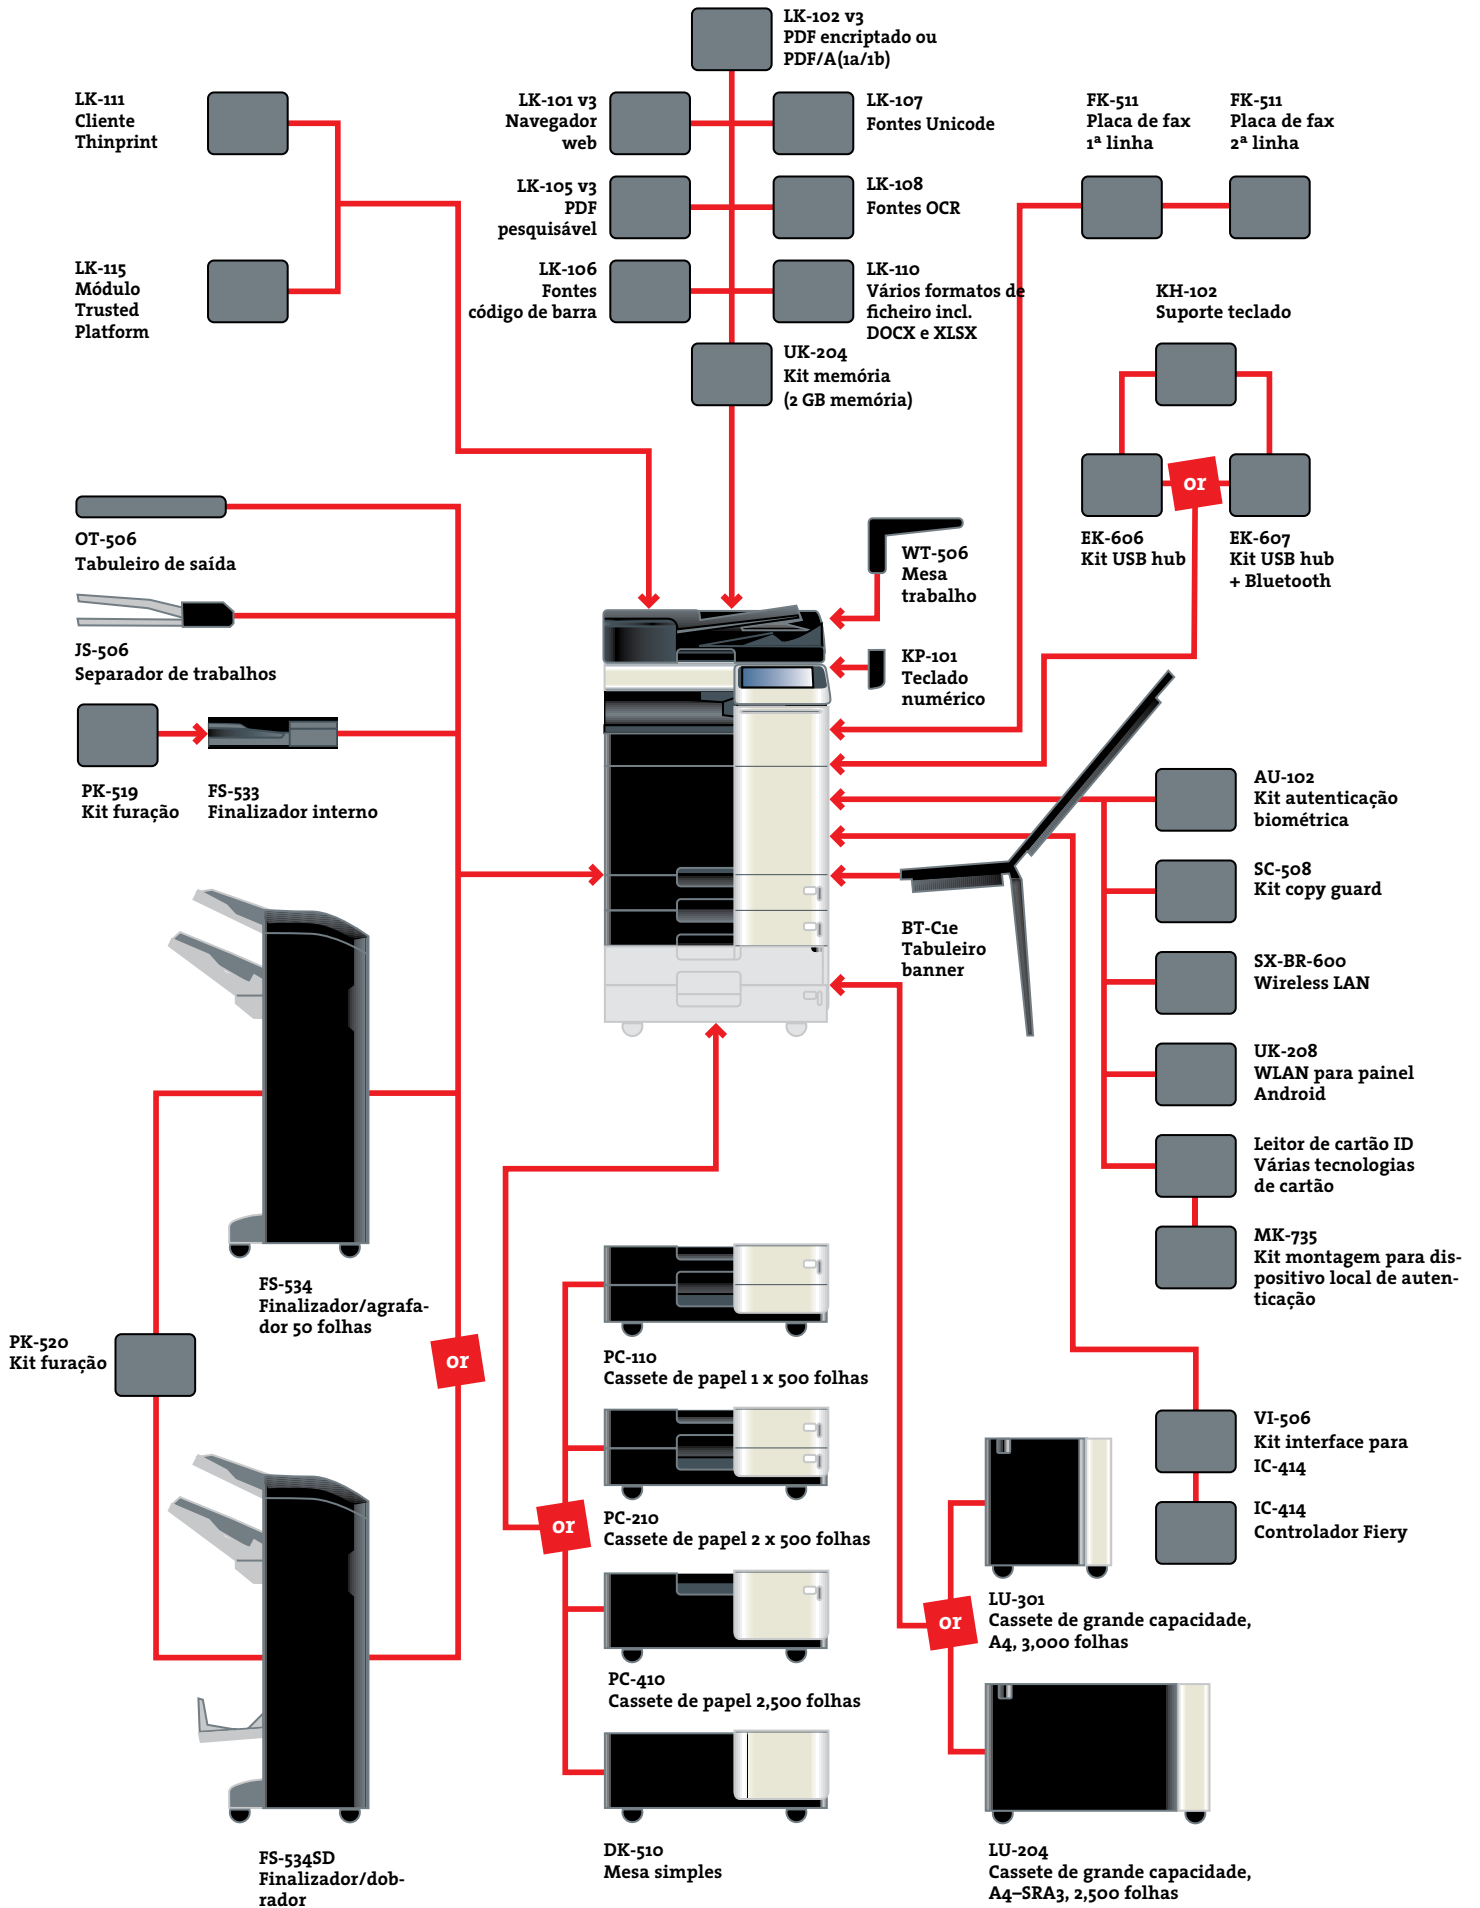 LK-102 v3
PDF encriptado ou
PDF/A(1a/1b)
LK-111
Cliente
Thinprint
LK-101 v3
Navegador
web
LK-107
Fontes Unicode
FK-511
Placa de fax
1ª linha
FK-511
Placa de fax
2ª linha
LK-105 v3
PDF
pesquisável
LK-108
Fontes OCR
LK-115
Módulo
Trusted
Platform
LK-106
Fontes
código de barra
LK-110
Vários formatos de
ficheiro incl.
DOCX e XLSX
KH-102
Suporte teclado
UK-204
Kit memória
(2 GB memória)
or
EK-606
Kit USB hub
EK-607
Kit USB hub
+ Bluetooth
OT-506
Tabuleiro de saída
WT-506
Mesa
trabalho
JS-506
Separador de trabalhos
KP-101
Teclado
numérico
PK-519
Kit furação
FS-533
Finalizador interno
AU-102
Kit autenticação
biométrica
SC-508
Kit copy guard
BT-C1e
Tabuleiro
banner
SX-BR-600
Wireless LAN
UK-208
WLAN para painel
Android
Leitor de cartão ID
Várias tecnologias
de cartão
MK-735
Kit montagem para dis-
positivo local de auten-
ticação
FS-534
Finalizador/agrafa-
dor 50 folhas
PK-520
Kit furação
or
PC-110
Cassete de papel 1 x 500 folhas
VI-506
Kit interface para
IC-414
or
PC-210
Cassete de papel 2 x 500 folhas
IC-414
Controlador Fiery
LU-301
Cassete de grande capacidade,
A4, 3,000 folhas
or
PC-410
Cassete de papel 2,500 folhas
FS-534SD
Finalizador/dob-
rador
DK-510
Mesa simples
LU-204
Cassete de grande capacidade,
A4–SRA3, 2,500 folhas